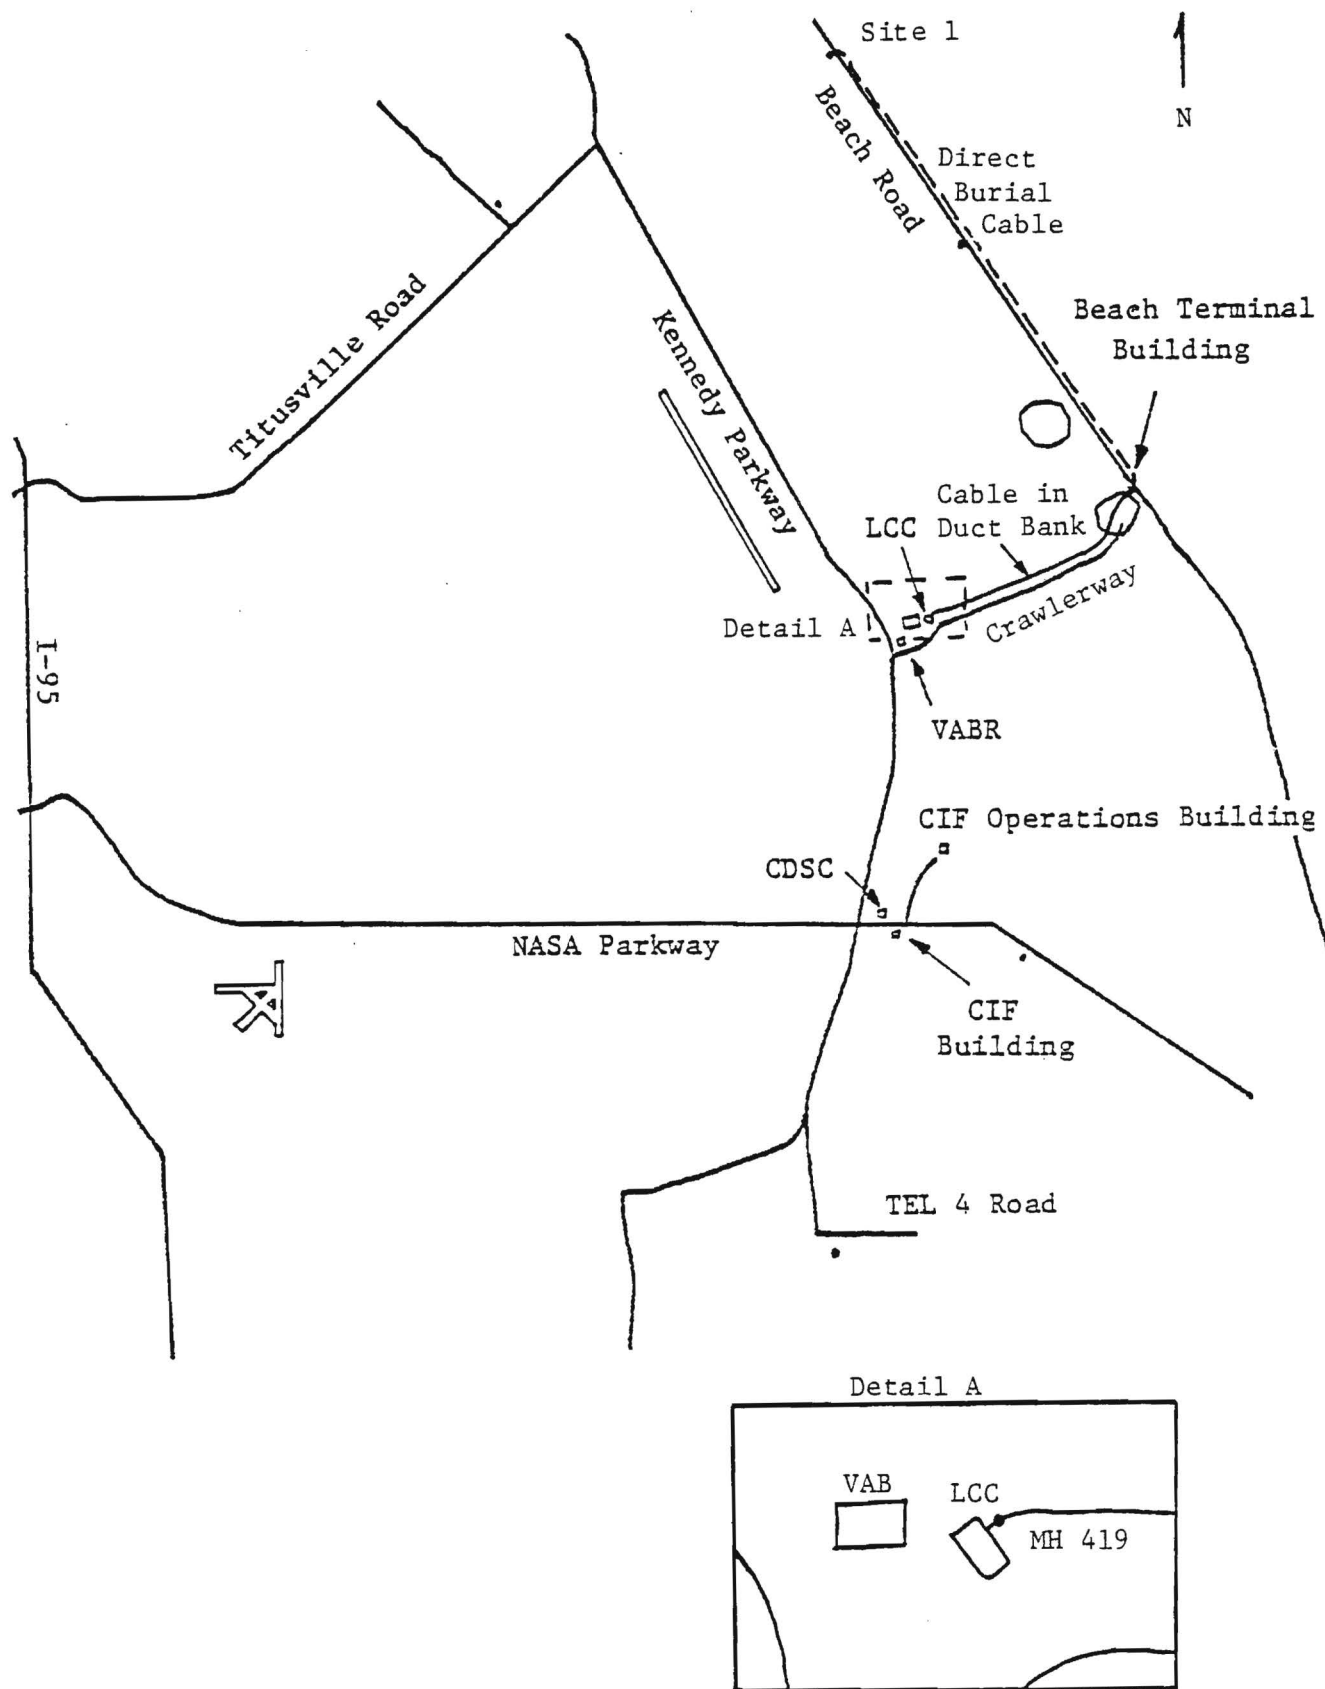 Site 1
N
Beach Road
Direct
Burial
Cable
Beach Terminal
Building
Titusville Road
Kennedy Parkway
Cable in
LCC Duct Bank
Detail A
Crawlerway
I-95
VABR
CIF Operations Building
CDSC
NASA Parkway
CIF
Building
TEL 4 Road
Detail A
VAB
LCC
MH 419